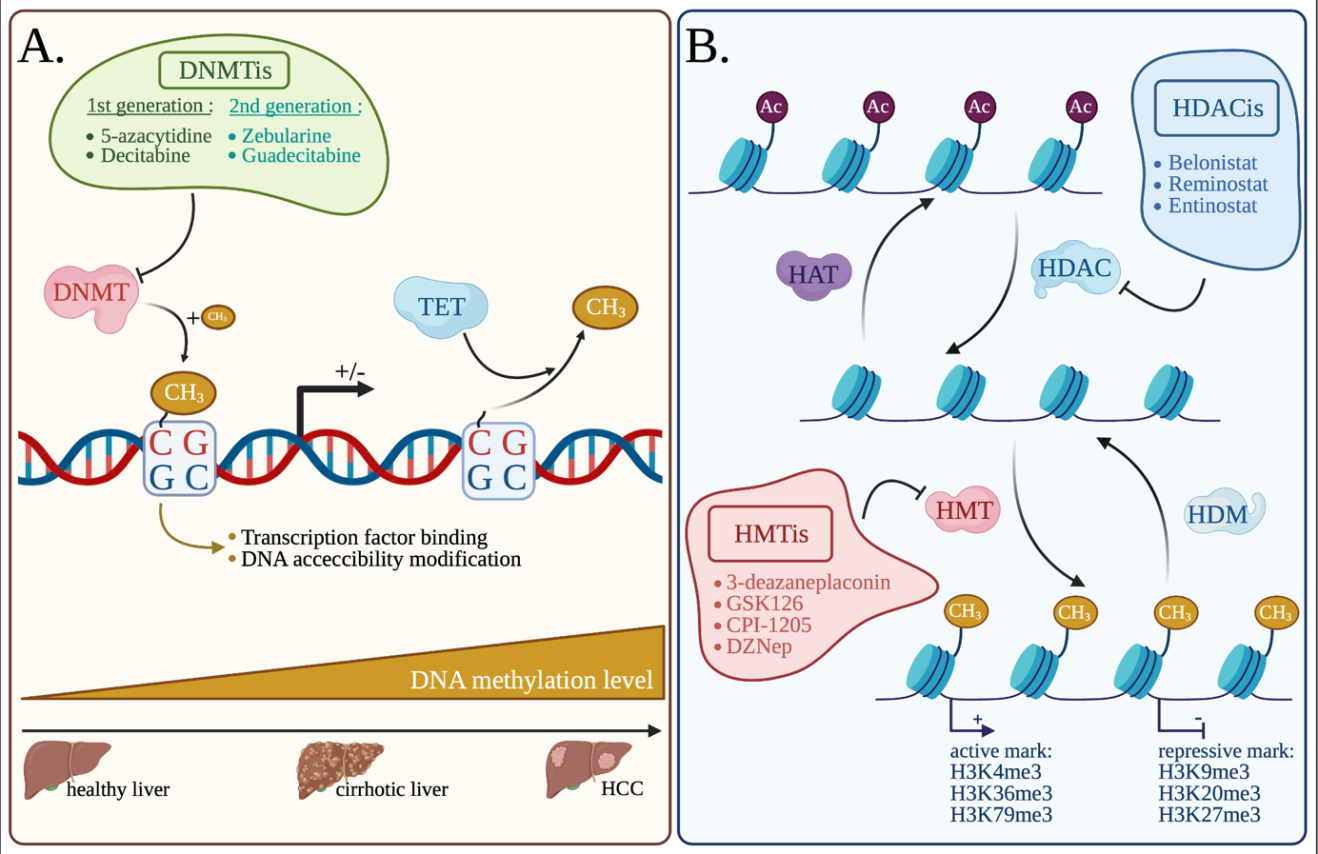 A.
DNMTis
1st generation :
5-azacytidine
Decitabine
2nd generation :
Zebularine
Guadecitabine
DNMT
+ CH3
CH3
TET
CH3
+/-
C G
G C
C G
G C
Transcription factor binding
DNA acceccibility modification
DNA methylation level
healthy liver
cirrhotic liver
HCC
B.
Ac
Ac
Ac
Ac
HDACis
Belonistat
Reminostat
Entinostat
HAT
HDAC
HMTis
3-deazaneplaconin
GSK126
CPI-1205
DZNep
HMT
HDM
CH3
CH3
CH3
CH3
+
active mark:
H3K4me3
H3K36me3
H3K79me3
-
repressive mark:
H3K9me3
H3K20me3
H3K27me3